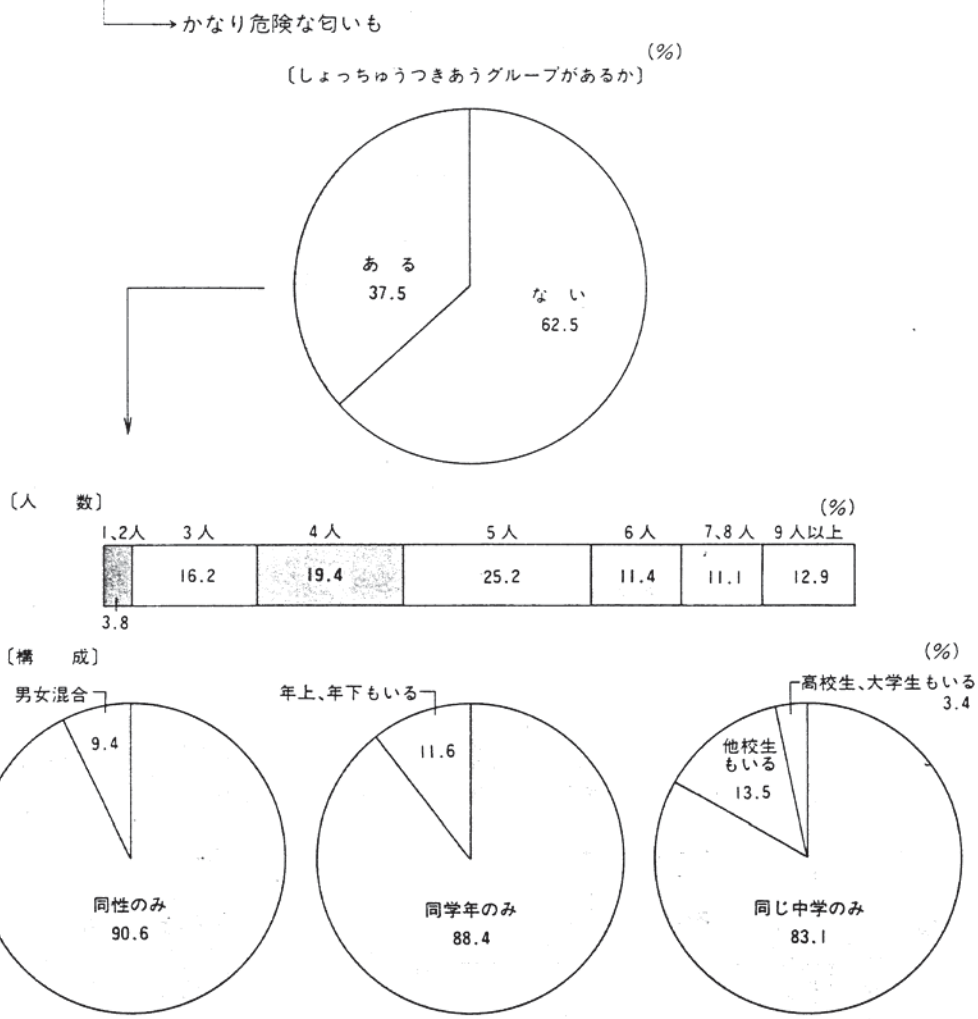 かなり危険な匂いも
(%)
〔しょっちゅうつきあうグループがあるか〕
ある
37.5
ない
62.5
〔人 数〕
(%)
1、2人 3人 4人 5人 6人 7、8人 9人以上
16.2 19.4 25.2 11.4 11.1 12.9
3.8
〔構 成〕
(%)
男女混合
9.4
同性のみ
90.6
年上、年下もいる
11.6
同学年のみ
88.4
高校生、大学生もいる
3.4
他校生
もいる
13.5
同じ中学のみ
83.1